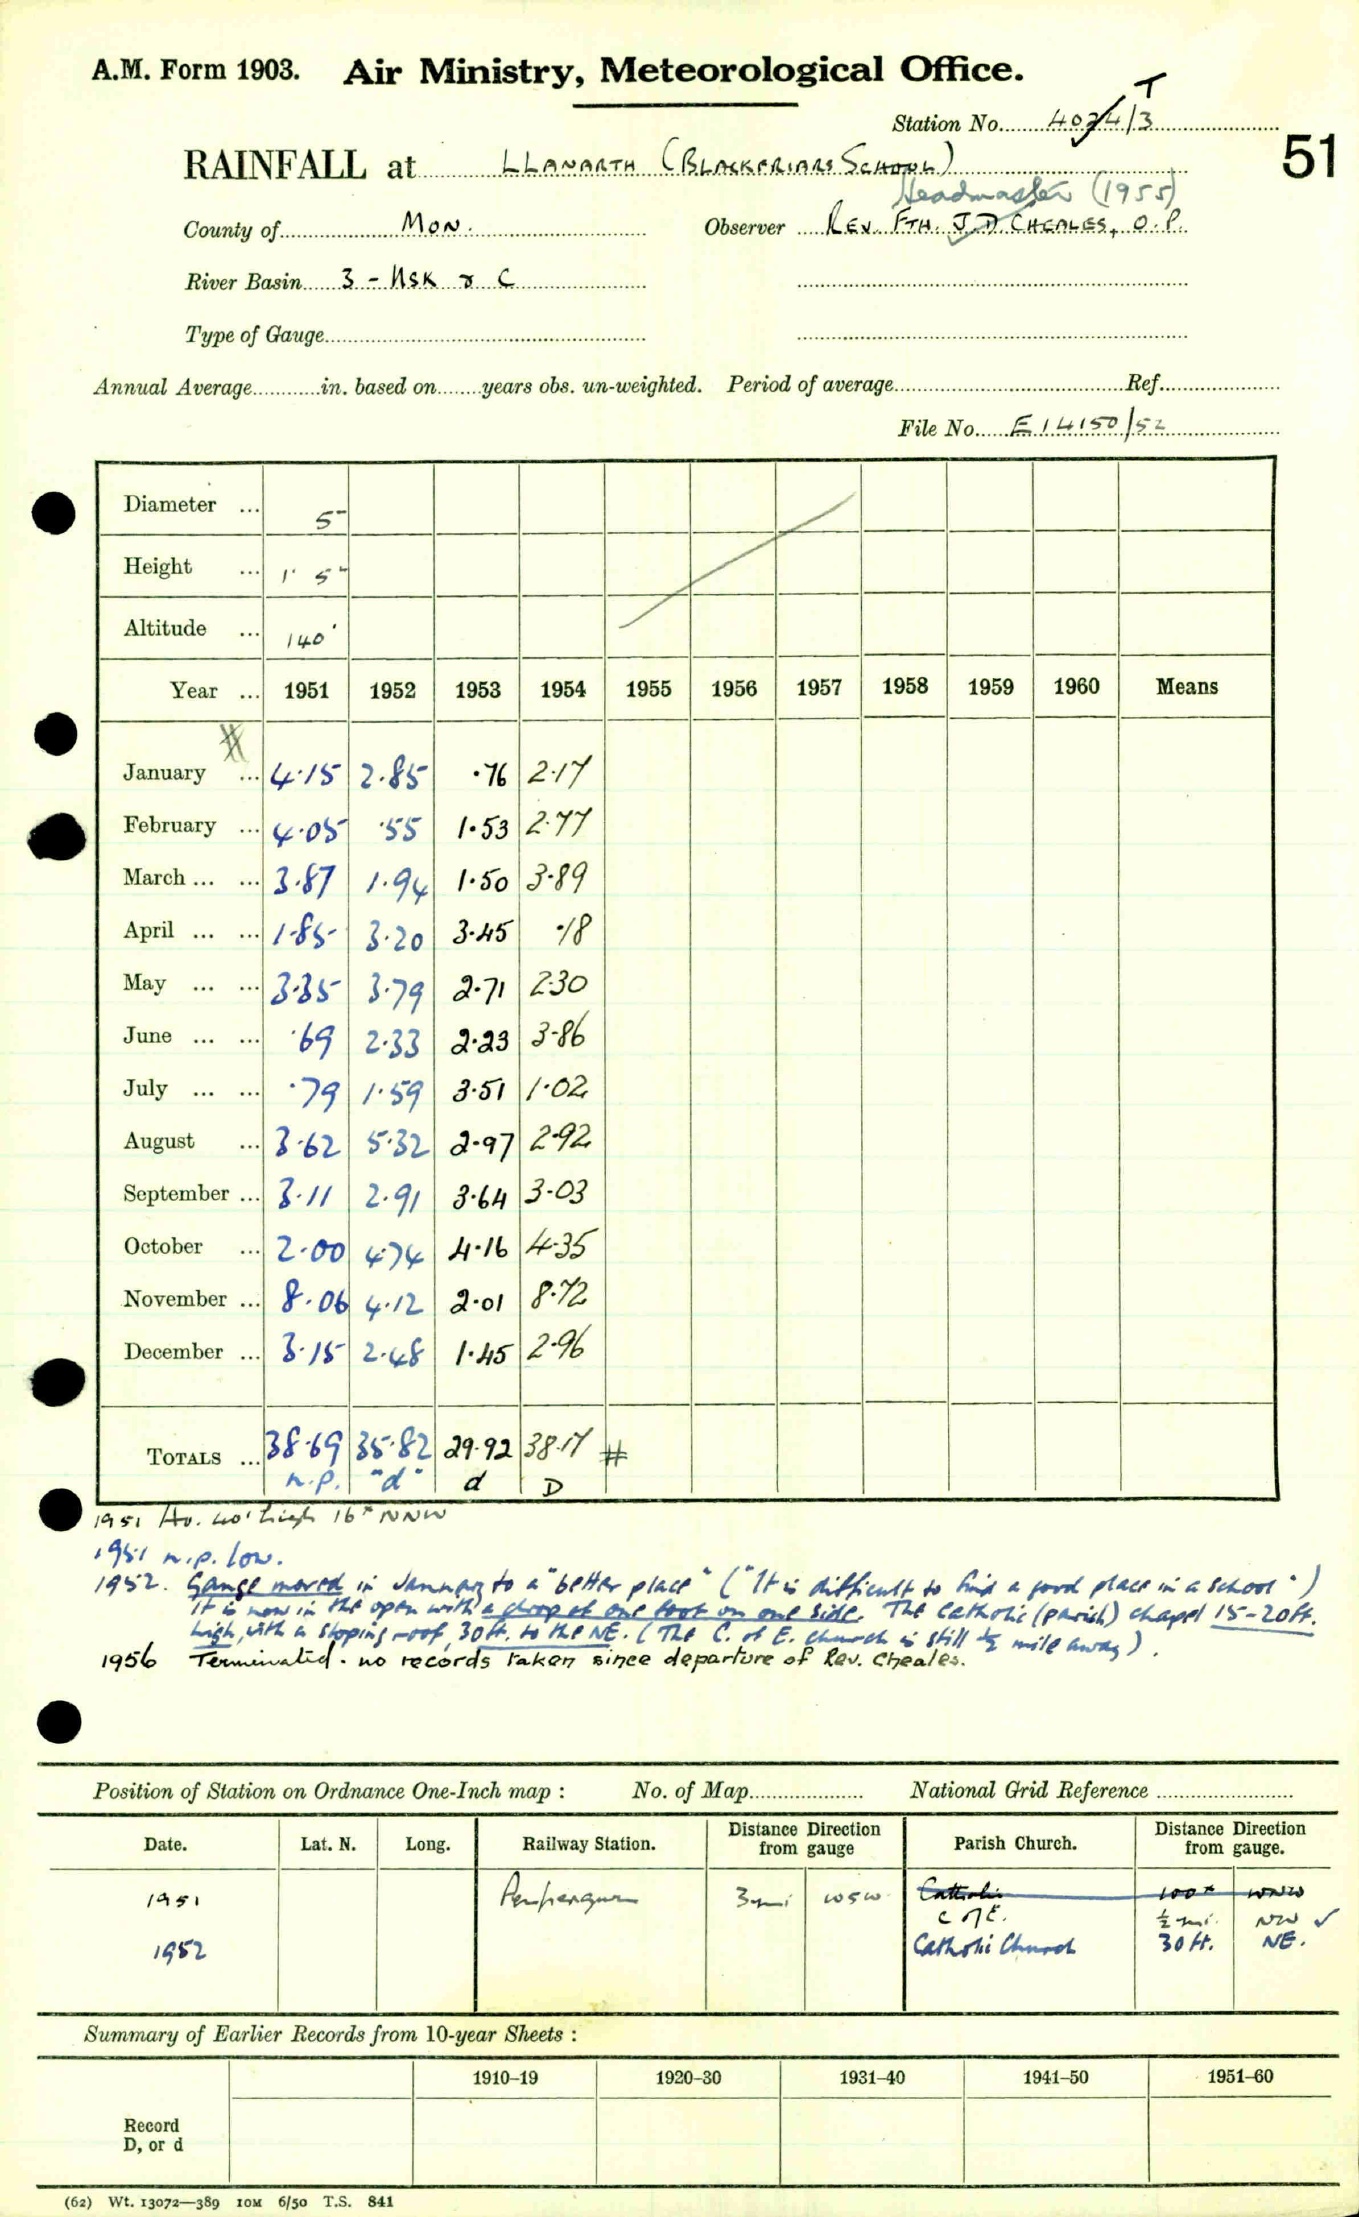 A.M. Form 1903. Air Ministry, Meteorological Office.
T
Station No. 4024/3
51
RAINFALL at LLANARTH (BLACKFRIARS SCHOOL)
Headmaster (1955)
County of MON. Observer REV. FTH. J.D. CHEALES, O.P.
River Basin 3 - USK & C
Type of Gauge
Annual Average in. based on years obs. un-weighted. Period of average Ref.
File No. E14150/52
Diameter ... 5"
Height ... 1' 5"
Altitude ... 140'
Year ... 1951 1952 1953 1954 1955 1956 1957 1958 1959 1960 Means
January ... 4.15 2.85 .76 2.17
February ... 4.05 .55 1.53 2.77
March ... ... 3.87 1.94 1.50 3.89
April ... ... 1.85 3.20 3.45 .18
May ... ... 3.35 3.79 2.71 2.30
June ... ... .69 2.33 2.23 3.86
July ... ... .79 1.59 3.51 1.02
August ... 3.62 5.32 2.97 2.92
September ... 3.11 2.91 3.64 3.03
October ... 2.00 4.74 4.16 4.35
November ... 8.06 4.12 2.01 8.72
December ... 3.15 2.48 1.45 2.96
TOTALS ... 38.69 35.82 29.92 38.17 #
n.p. "d" d D
1951 Ho. 40' high 16x NNW
1951 n.p. low.
1952. Gauge moved in January to a "better place" ("It is difficult to find a good place in a school")
It is now in the open with a drop of one foot on one side. The Catholic (parish) chapel 15-20ft.
high, with a sloping roof, 30ft. to the NE. (The C. of E. church is still ½ mile away).
1956 Terminated. no records taken since departure of Rev. Cheales.
Position of Station on Ordnance One-Inch map : No. of Map National Grid Reference
Date. Lat. N. Long. Railway Station. Distance Direction from gauge Parish Church. Distance Direction from gauge.
1951 Penpergwm 3 mi WSW Catholic 100x WNW
C of E. ½ mi. NW ✓
1952 Catholic Church 30 ft. NE.
Summary of Earlier Records from 10-year Sheets :
1910–19 1920–30 1931–40 1941–50 1951–60
Record
D, or d
(62) Wt. 13072—389 10M 6/50 T.S. 841